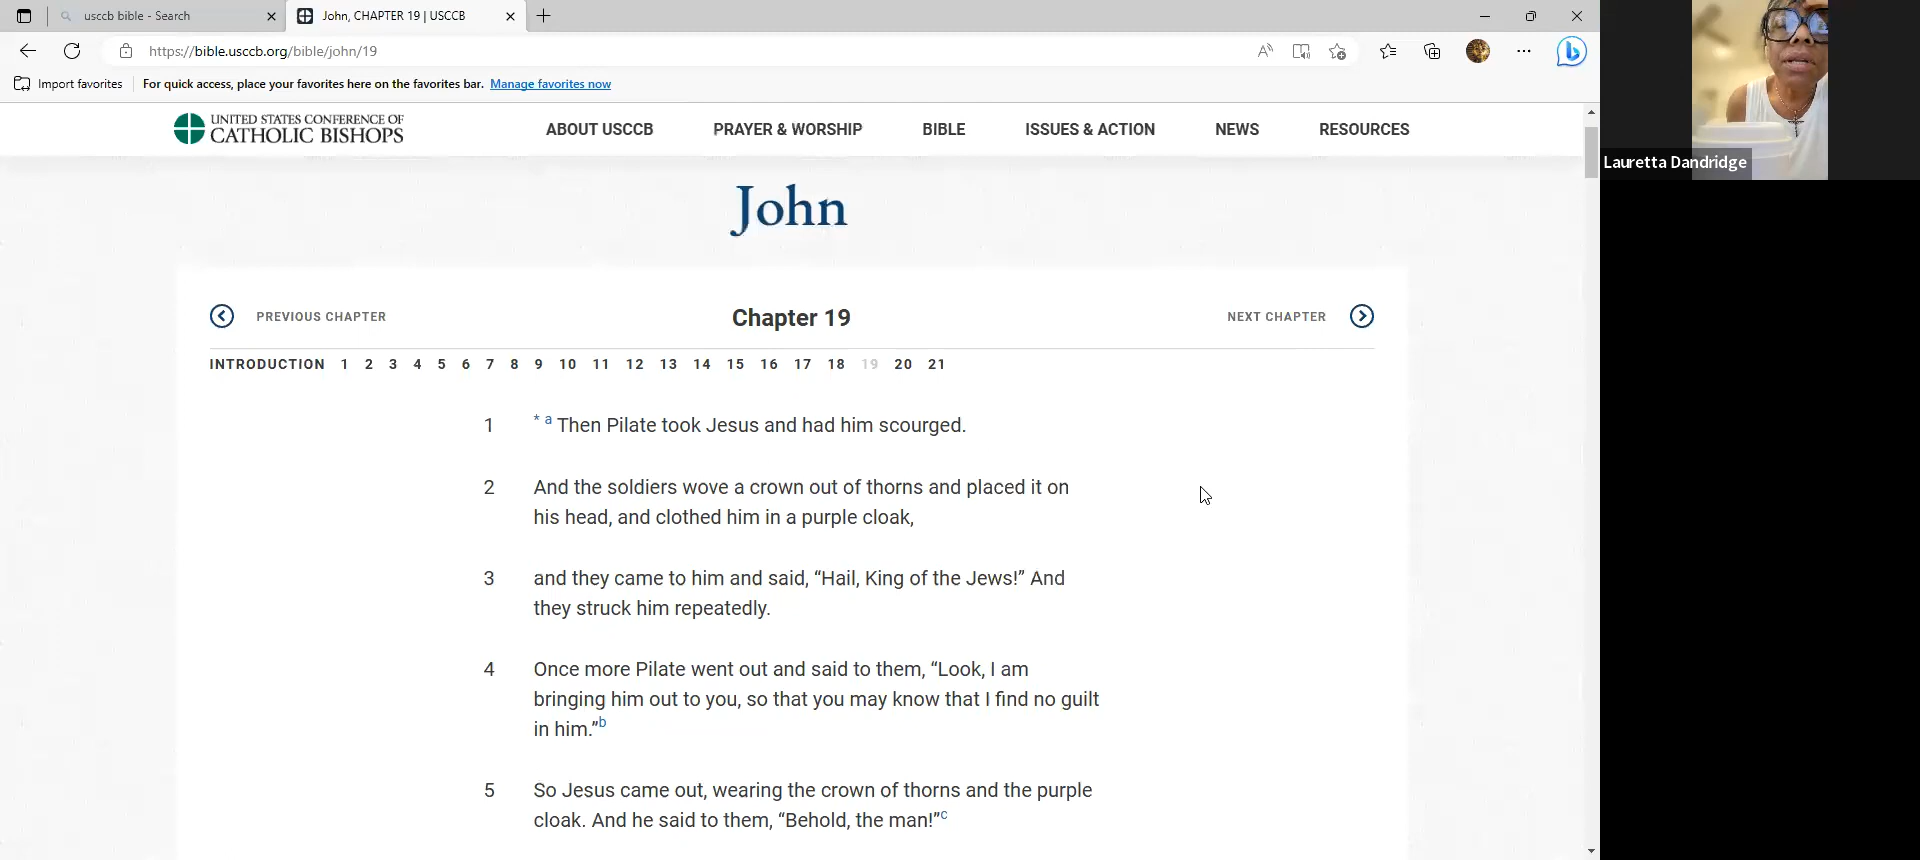 usccb bible - Search
John, CHAPTER 19 | USCCB
https://bible.usccb.org/bible/john/19
Import favorites
For quick access, place your favorites here on the favorites bar. Manage favorites now
UNITED STATES CONFERENCE OF
CATHOLIC BISHOPS
ABOUT USCCB PRAYER & WORSHIP BIBLE ISSUES & ACTION NEWS RESOURCES
Lauretta Dandridge
John
PREVIOUS CHAPTER
Chapter 19
NEXT CHAPTER
INTRODUCTION 1 2 3 4 5 6 7 8 9 10 11 12 13 14 15 16 17 18 19 20 21
1 * a Then Pilate took Jesus and had him scourged.
2 And the soldiers wove a crown out of thorns and placed it on
his head, and clothed him in a purple cloak,
3 and they came to him and said, “Hail, King of the Jews!” And
they struck him repeatedly.
4 Once more Pilate went out and said to them, “Look, I am
bringing him out to you, so that you may know that I find no guilt
in him.”b
5 So Jesus came out, wearing the crown of thorns and the purple
cloak. And he said to them, “Behold, the man!”c